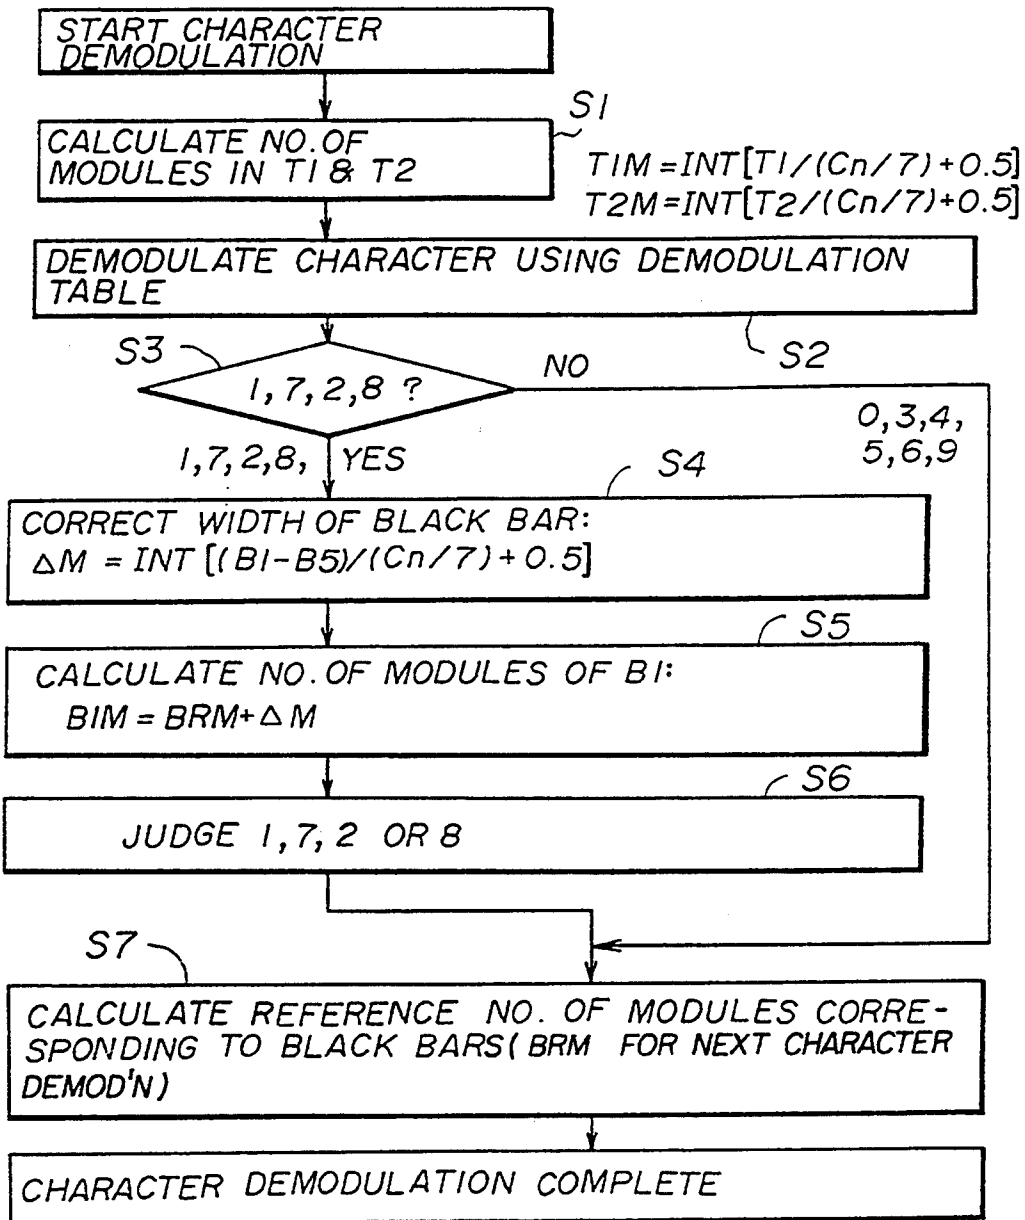 START CHARACTER
DEMODULATION
S1
CALCULATE NO. OF
MODULES IN T1 & T2
T1M = INT[T1/(Cn/7)+0.5]
T2M = INT[T2/(Cn/7)+0.5]
DEMODULATE CHARACTER USING DEMODULATION
TABLE
S2
S3
1, 7, 2, 8 ?
NO
0, 3, 4,
5, 6, 9
1, 7, 2, 8, YES
S4
CORRECT WIDTH OF BLACK BAR:
△M = INT [(B1-B5)/(Cn/7)+0.5]
S5
CALCULATE NO. OF MODULES OF B1:
B1M = BRM+△M
S6
JUDGE 1, 7, 2 OR 8
S7
CALCULATE REFERENCE NO. OF MODULES CORRE-
SPONDING TO BLACK BARS( BRM FOR NEXT CHARACTER
DEMOD'N)
CHARACTER DEMODULATION COMPLETE